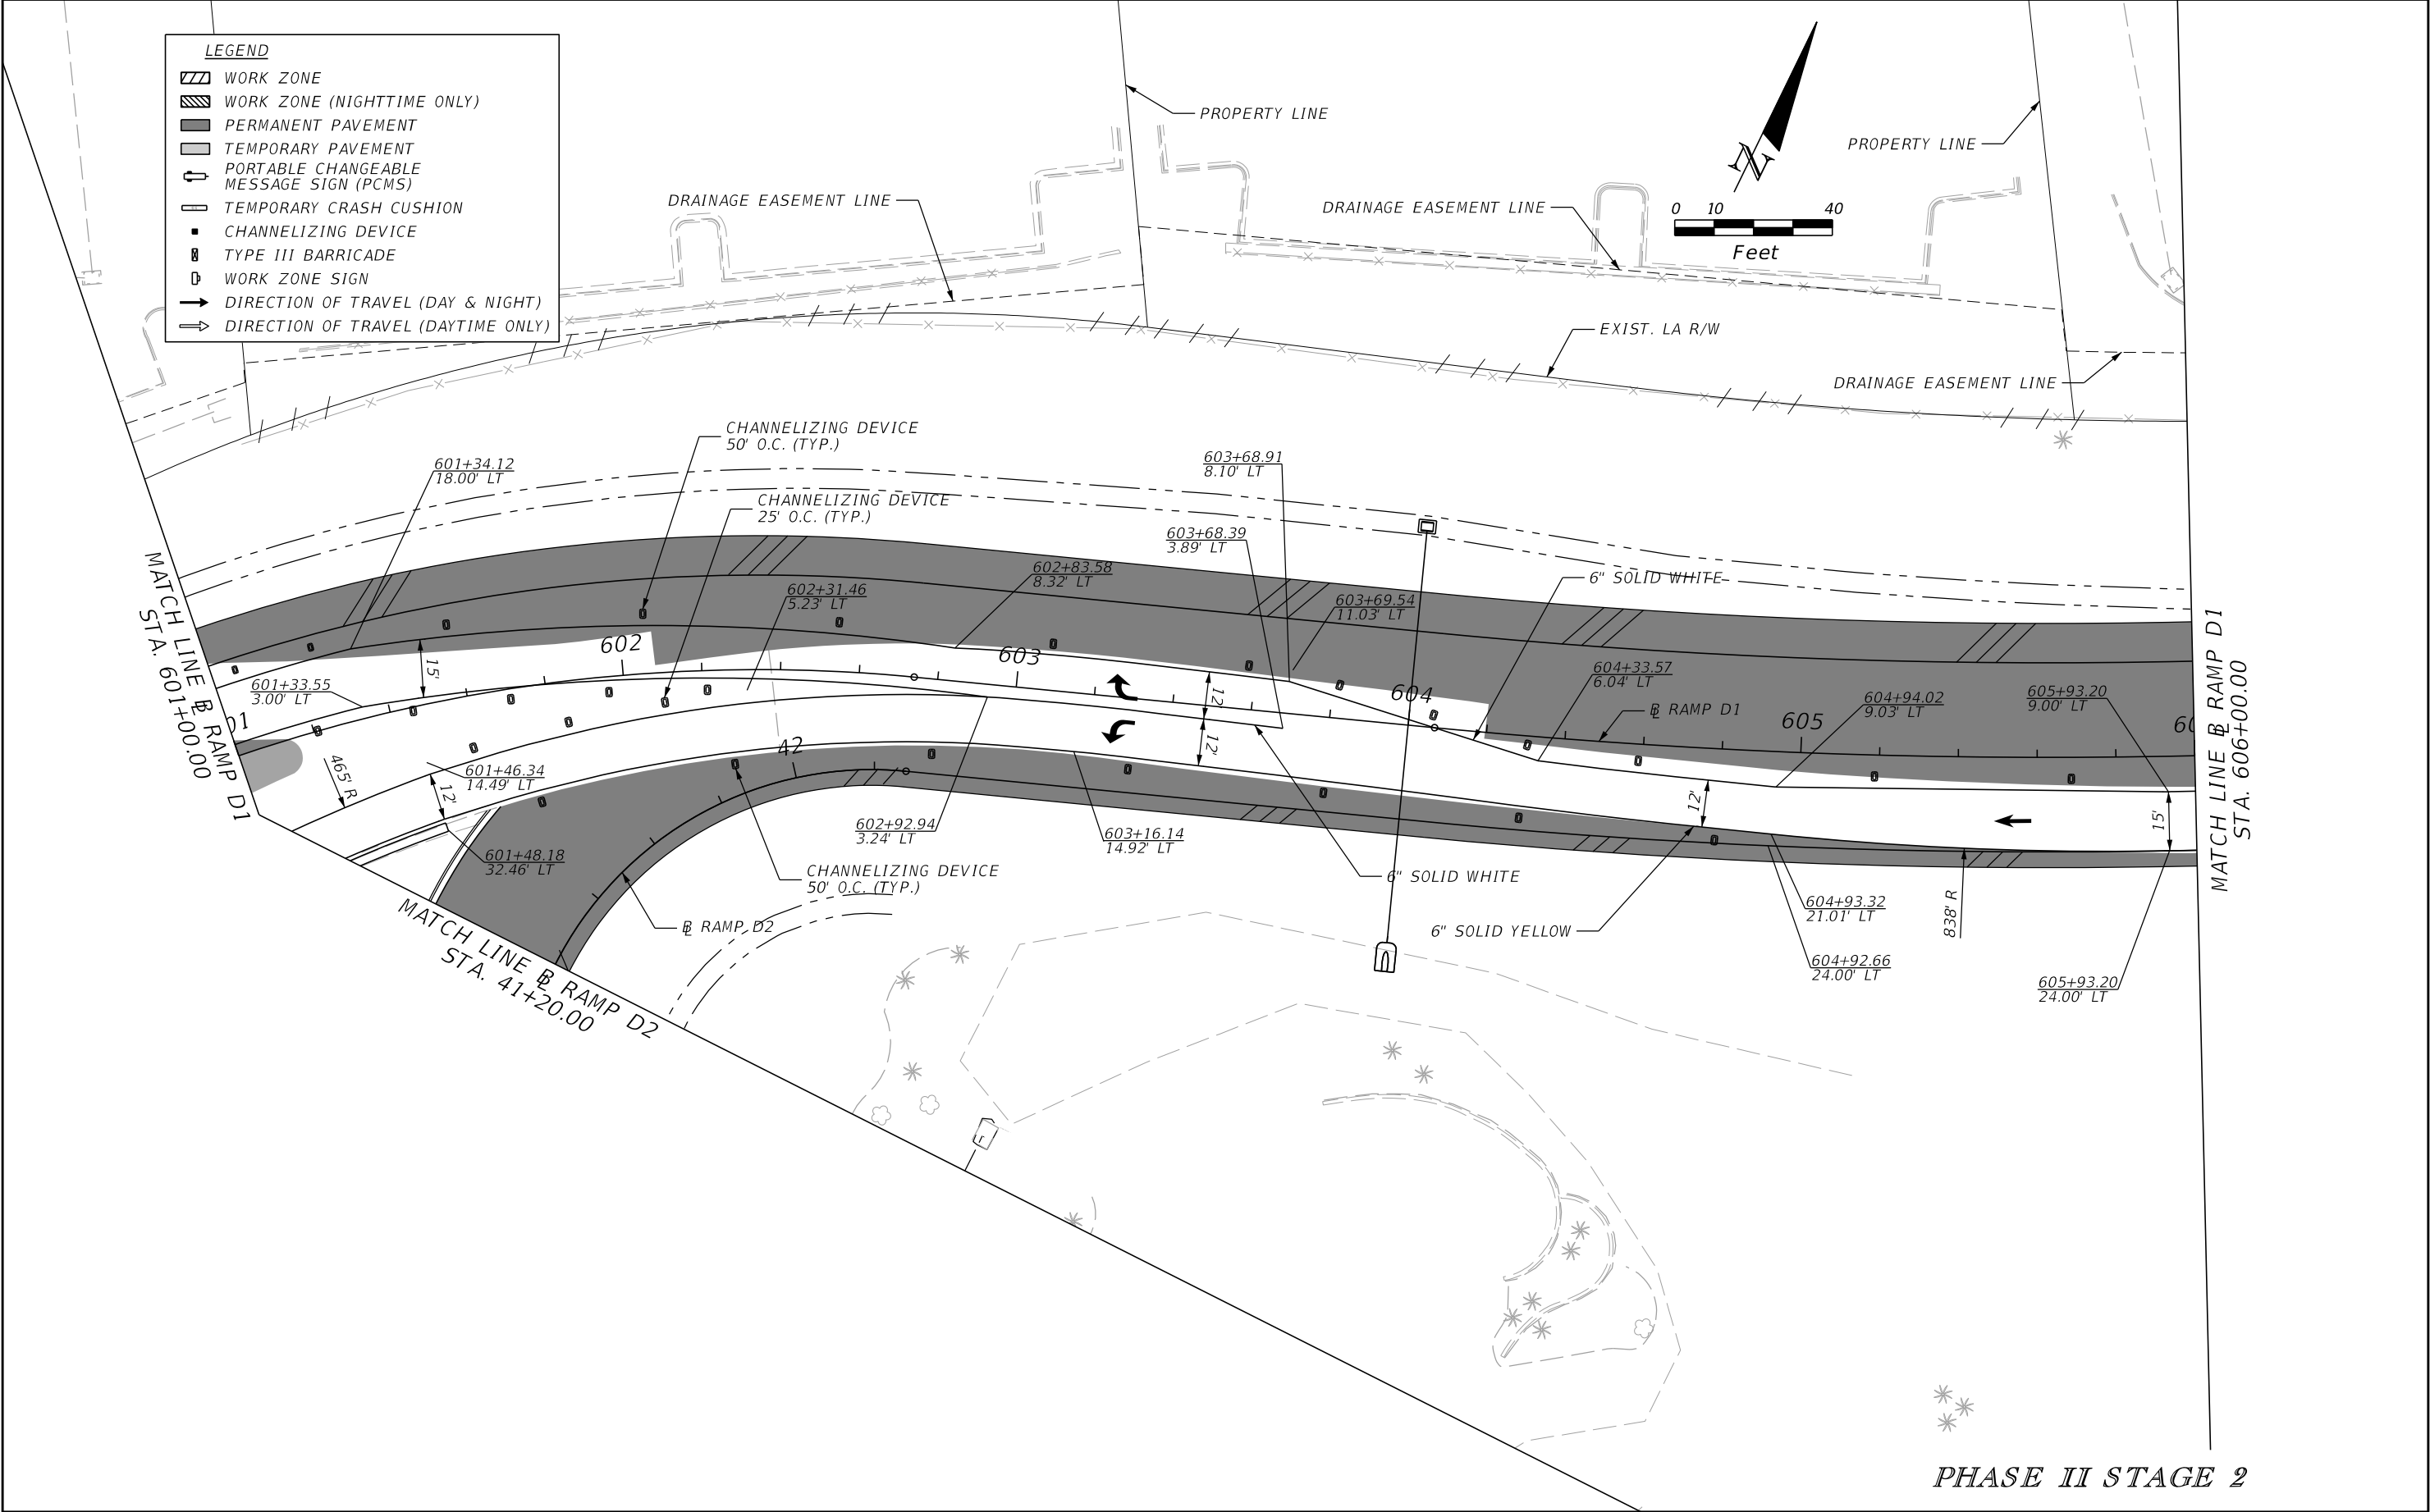 LEGEND
WORK ZONE
WORK ZONE (NIGHTTIME ONLY)
PERMANENT PAVEMENT
TEMPORARY PAVEMENT
PORTABLE CHANGEABLE
MESSAGE SIGN (PCMS)
TEMPORARY CRASH CUSHION
CHANNELIZING DEVICE
TYPE III BARRICADE
WORK ZONE SIGN
DIRECTION OF TRAVEL (DAY & NIGHT)
DIRECTION OF TRAVEL (DAYTIME ONLY)
PROPERTY LINE
PROPERTY LINE
N
0 10 40
Feet
DRAINAGE EASEMENT LINE
DRAINAGE EASEMENT LINE
EXIST. LA R/W
DRAINAGE EASEMENT LINE
CHANNELIZING DEVICE
50' O.C. (TYP.)
601+34.12
18.00' LT
603+68.91
8.10' LT
CHANNELIZING DEVICE
25' O.C. (TYP.)
603+68.39
3.89' LT
602+83.58
8.32' LT
6" SOLID WHITE
602+31.46
5.23' LT
603+69.54
11.03' LT
MATCH LINE ℄ RAMP D1
STA. 601+00.00
602
603
604
605
15'
12'
604+33.57
6.04' LT
601+33.55
3.00' LT
604+94.02
9.03' LT
605+93.20
9.00' LT
℄ RAMP D1
01
60
42
12'
465' R
601+46.34
14.49' LT
12'
12'
15'
MATCH LINE ℄ RAMP D1
STA. 606+00.00
602+92.94
3.24' LT
603+16.14
14.92' LT
601+48.18
32.46' LT
CHANNELIZING DEVICE
50' O.C. (TYP.)
6" SOLID WHITE
604+93.32
21.01' LT
838' R
℄ RAMP D2
6" SOLID YELLOW
604+92.66
24.00' LT
605+93.20
24.00' LT
MATCH LINE ℄ RAMP D2
STA. 41+20.00
PHASE II STAGE 2